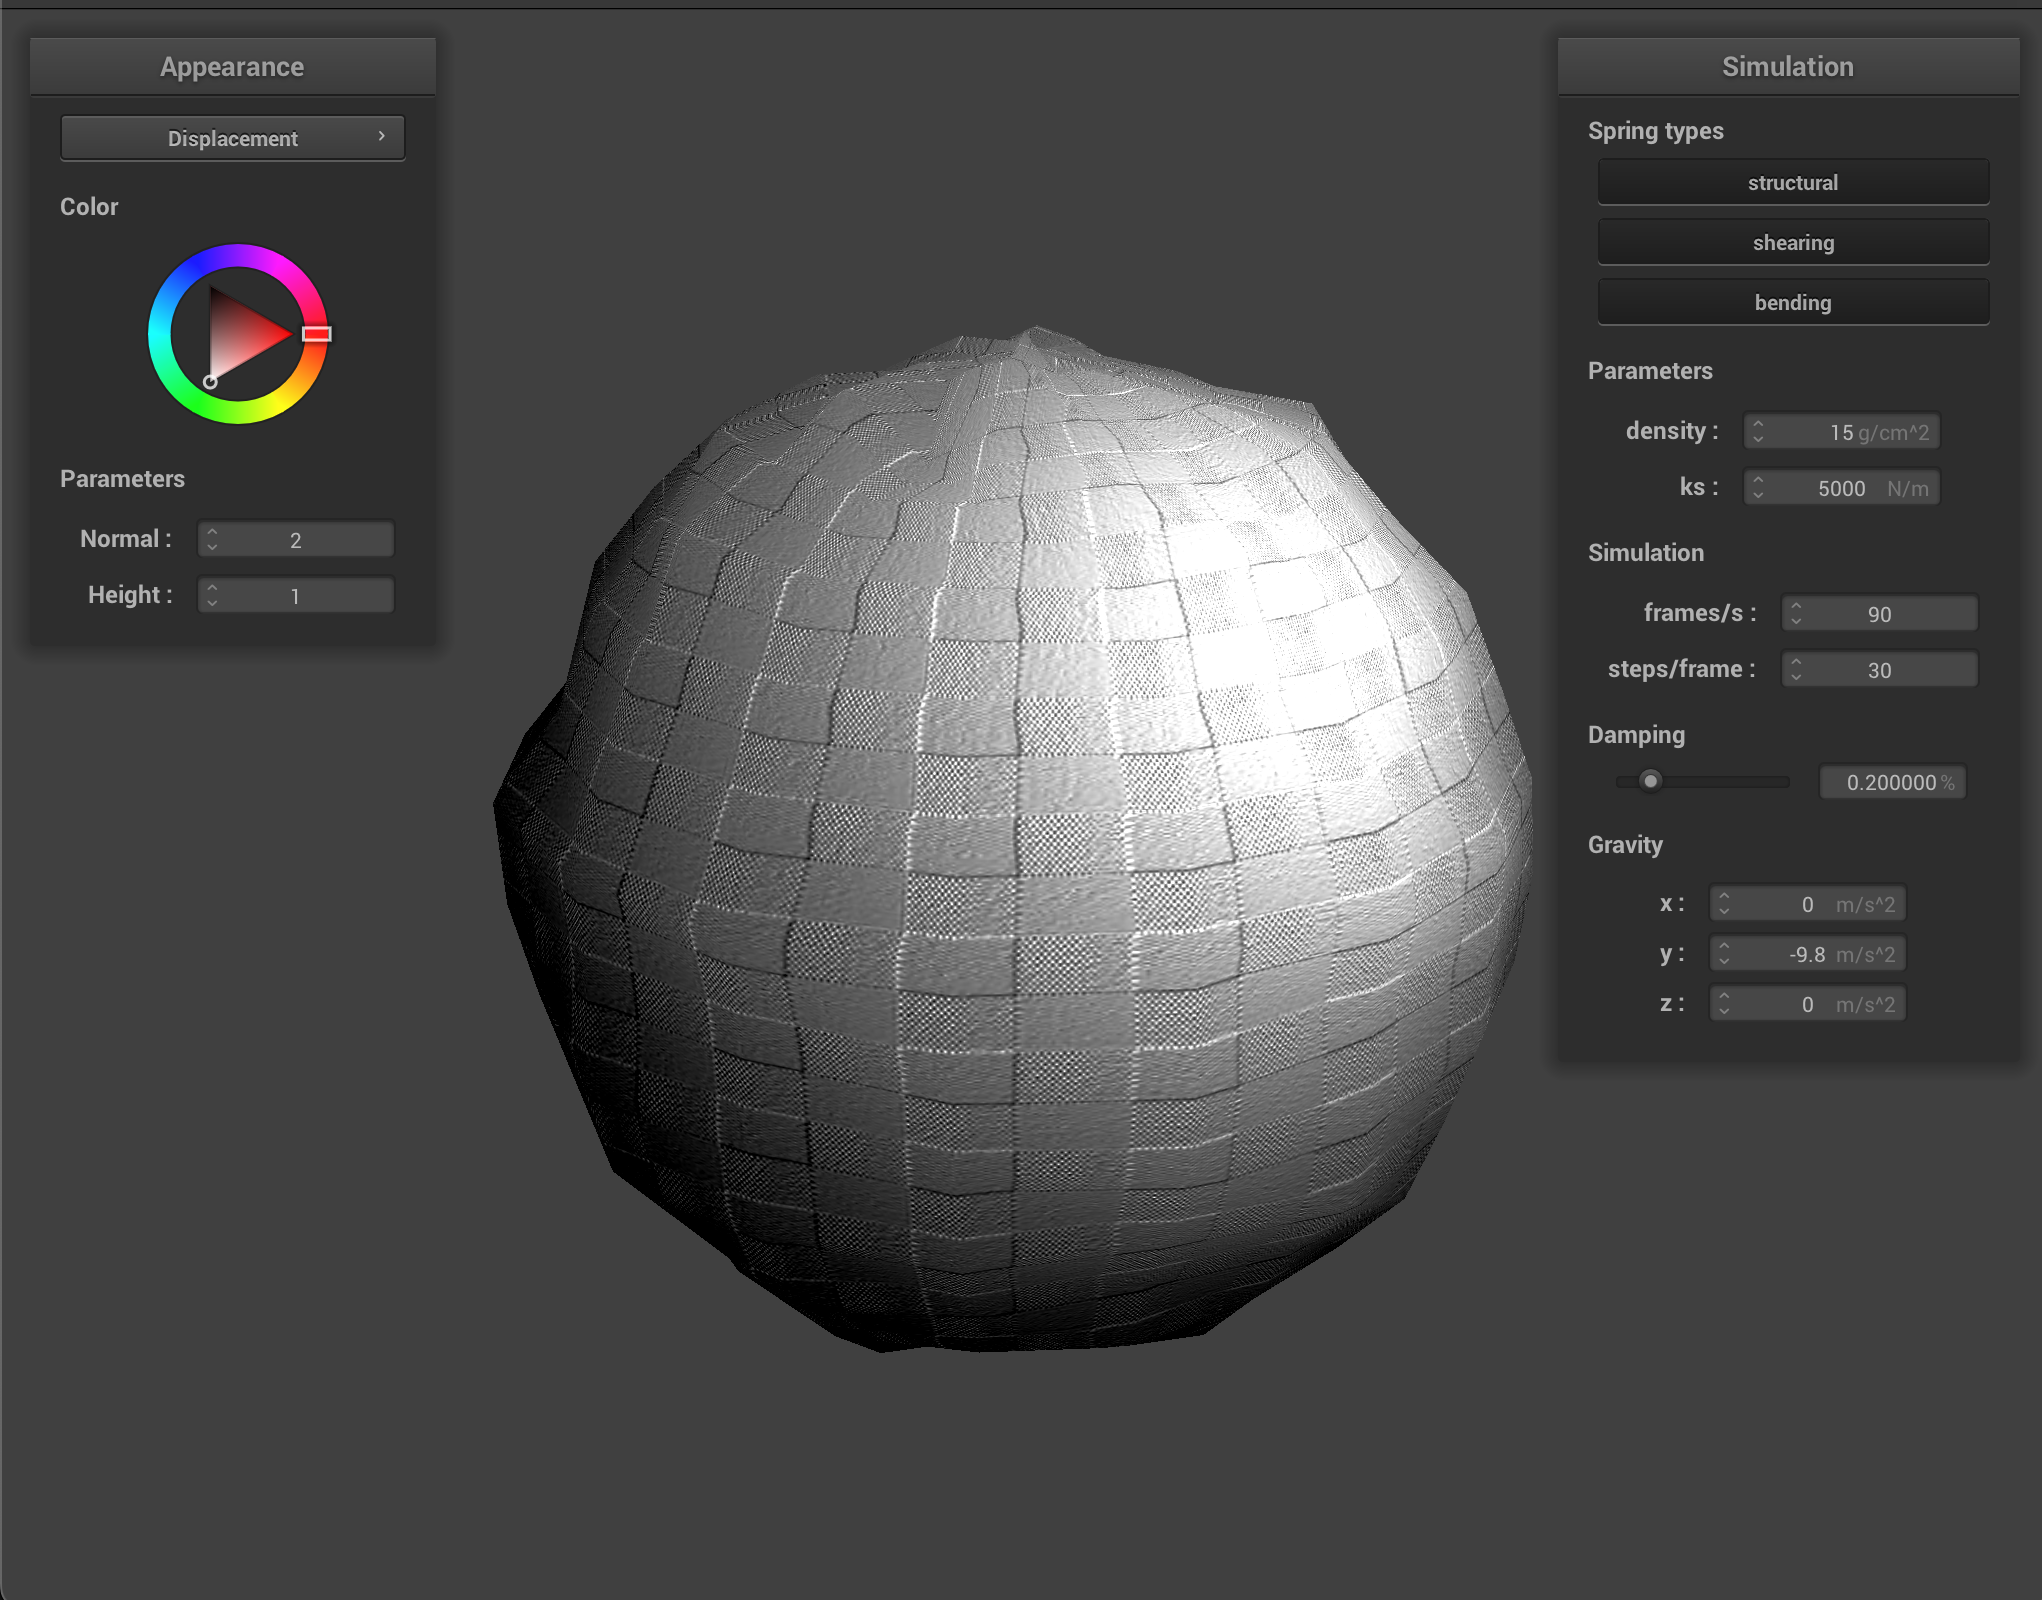 Appearance
Displacement
Color
Parameters
Normal : 2
Height : 1
Simulation
Spring types
structural
shearing
bending
Parameters
density : 15 g/cm^2
ks : 5000 N/m
Simulation
frames/s : 90
steps/frame : 30
Damping
0.200000 %
Gravity
x : 0 m/s^2
y : -9.8 m/s^2
z : 0 m/s^2